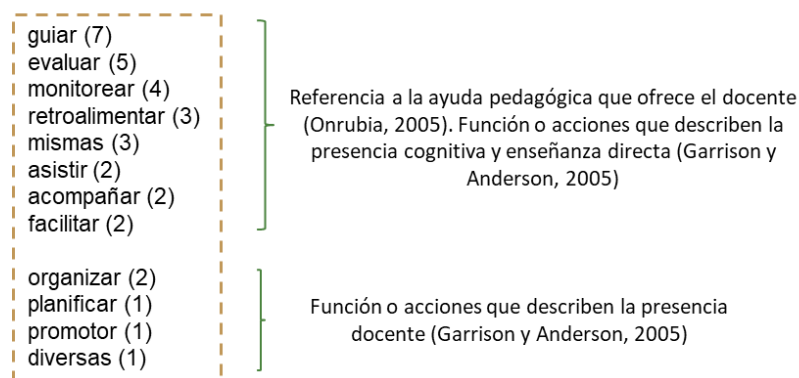 guiar (7)
evaluar (5)
monitorear (4)
retroalimentar (3)
mismas (3)
asistir (2)
acompañar (2)
facilitar (2)
Referencia a la ayuda pedagógica que ofrece el docente
(Onrubia, 2005). Función o acciones que describen la
presencia cognitiva y enseñanza directa (Garrison y
Anderson, 2005)
organizar (2)
planificar (1)
promotor (1)
diversas (1)
Función o acciones que describen la presencia
docente (Garrison y Anderson, 2005)